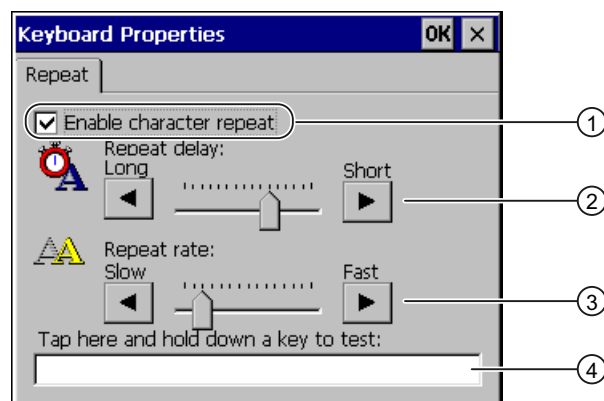 Keyboard Properties OK ×
Repeat
Enable character repeat
1
Repeat delay:
Long Short
2
Repeat rate:
Slow Fast
3
Tap here and hold down a key to test:
4